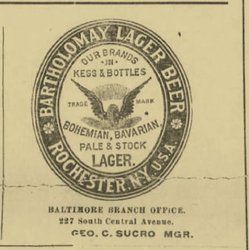 BARTHOLOMAY LAGER BEER
OUR BRANDS
·IN·
KEGS & BOTTLES
TRADE MARK
BOHEMIAN, BAVARIAN,
PALE & STOCK
LAGER.
ROCHESTER. N.Y. U.S.A.
BALTIMORE BRANCH OFFICE.
227 South Central Avenue.
GEO. C. SUCRO MGR.